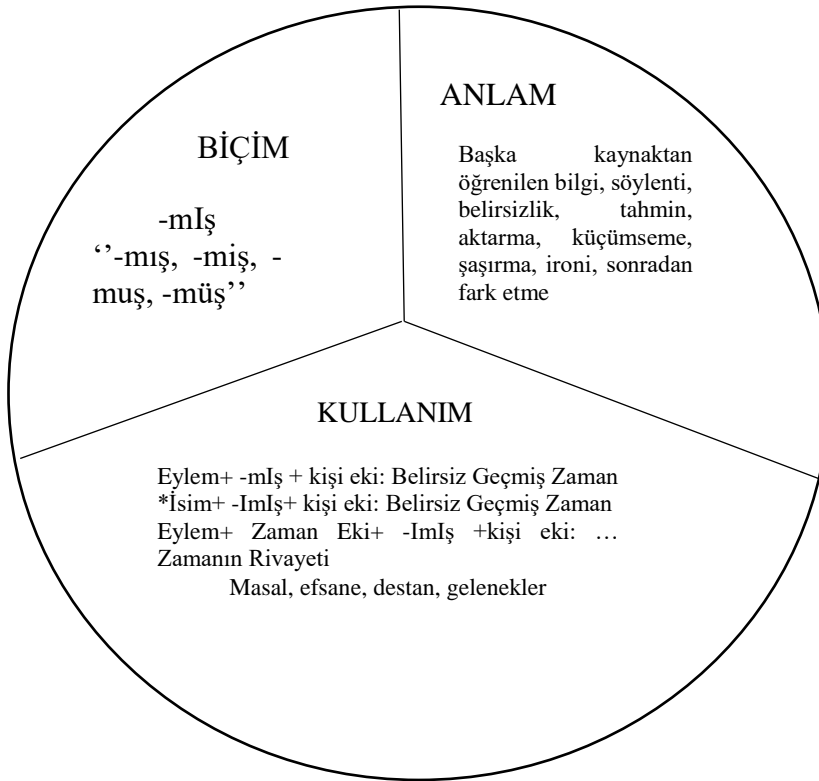 BİÇİM
-mIş
‘’-mış, -miş, -
muş, -müş’’
ANLAM
Başka kaynaktan
öğrenilen bilgi, söylenti,
belirsizlik, tahmin,
aktarma, küçümseme,
şaşırma, ironi, sonradan
fark etme
KULLANIM
Eylem+ -mIş + kişi eki: Belirsiz Geçmiş Zaman
*İsim+ -ImIş+ kişi eki: Belirsiz Geçmiş Zaman
Eylem+ Zaman Eki+ -ImIş +kişi eki: …
Zamanın Rivayeti
Masal, efsane, destan, gelenekler